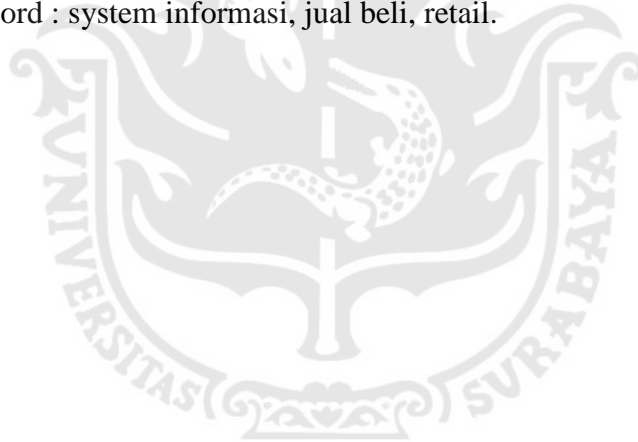 ord : system informasi, jual beli, retail.
UNIVERSITAS SURABAYA